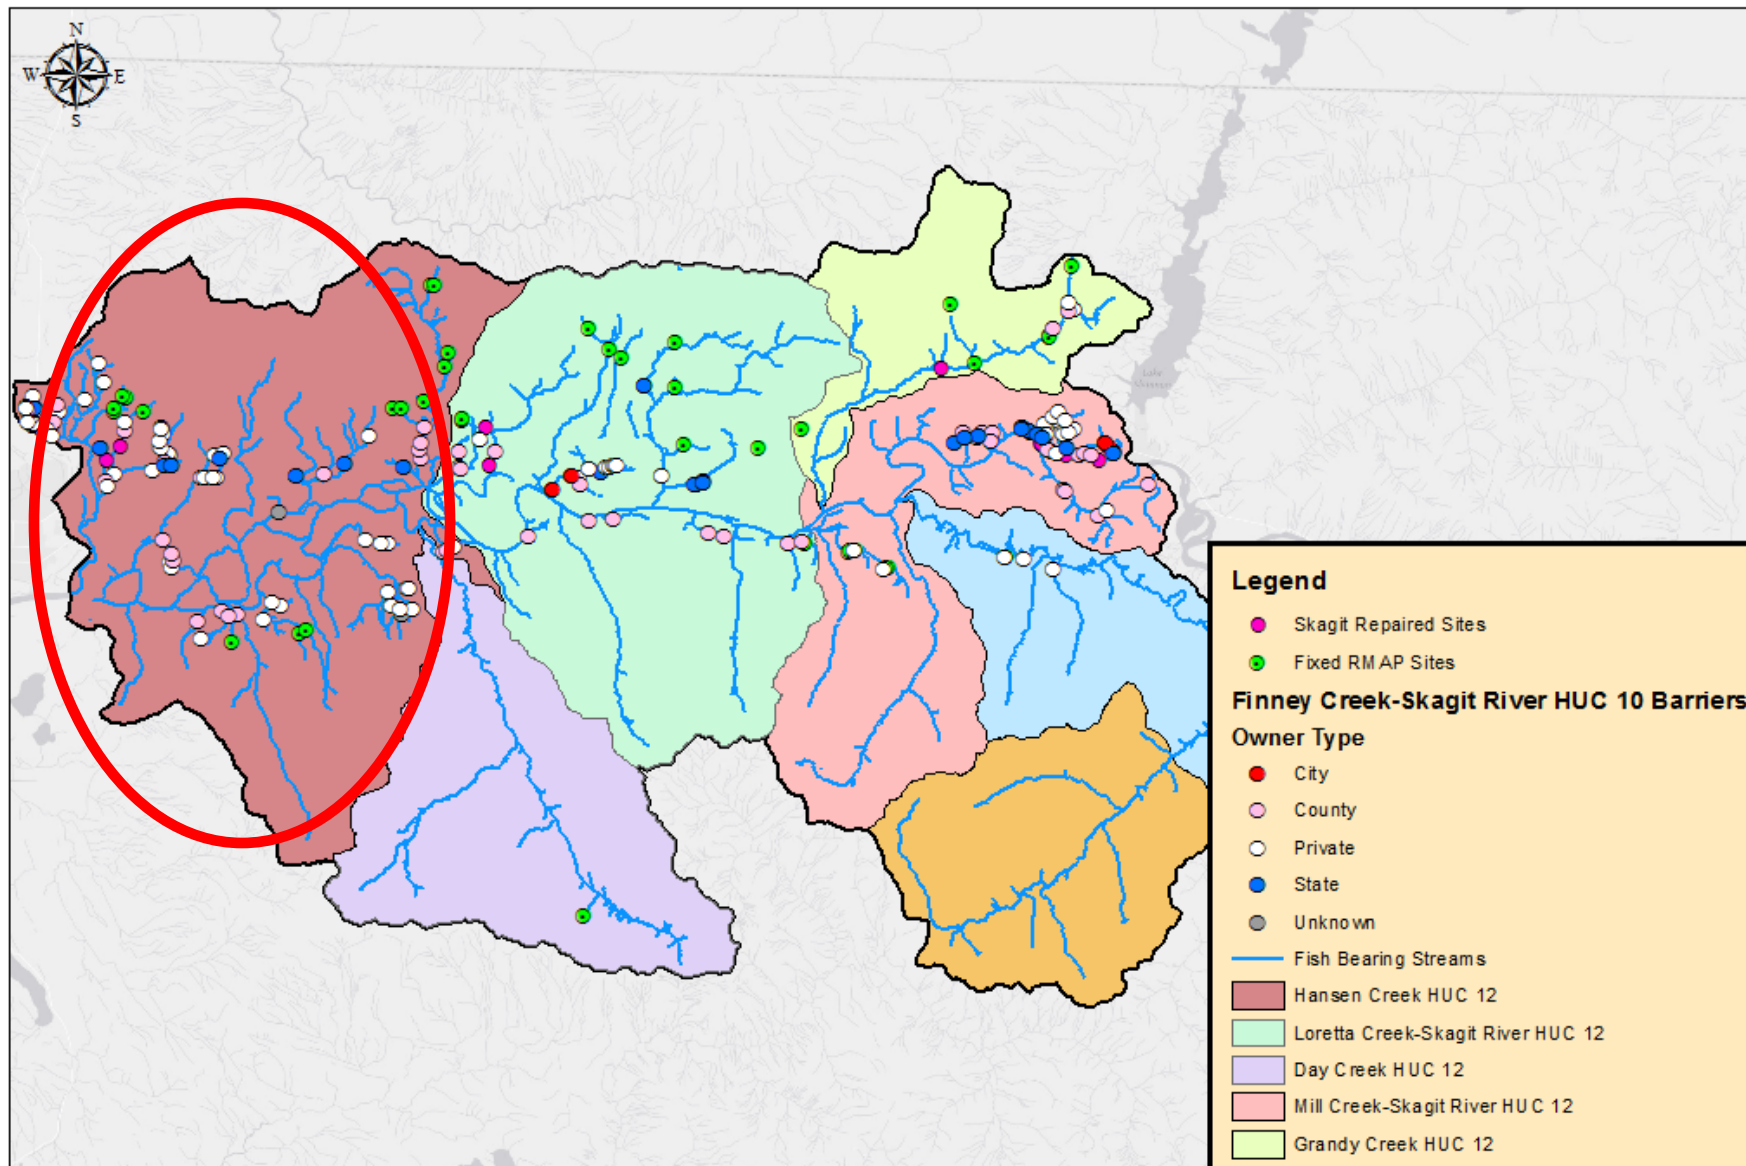 N
W E
S
Legend
Skagit Repaired Sites
Fixed RMAP Sites
Finney Creek-Skagit River HUC 10 Barriers
Owner Type
City
County
Private
State
Unknown
Fish Bearing Streams
Hansen Creek HUC 12
Loretta Creek-Skagit River HUC 12
Day Creek HUC 12
Mill Creek-Skagit River HUC 12
Grandy Creek HUC 12